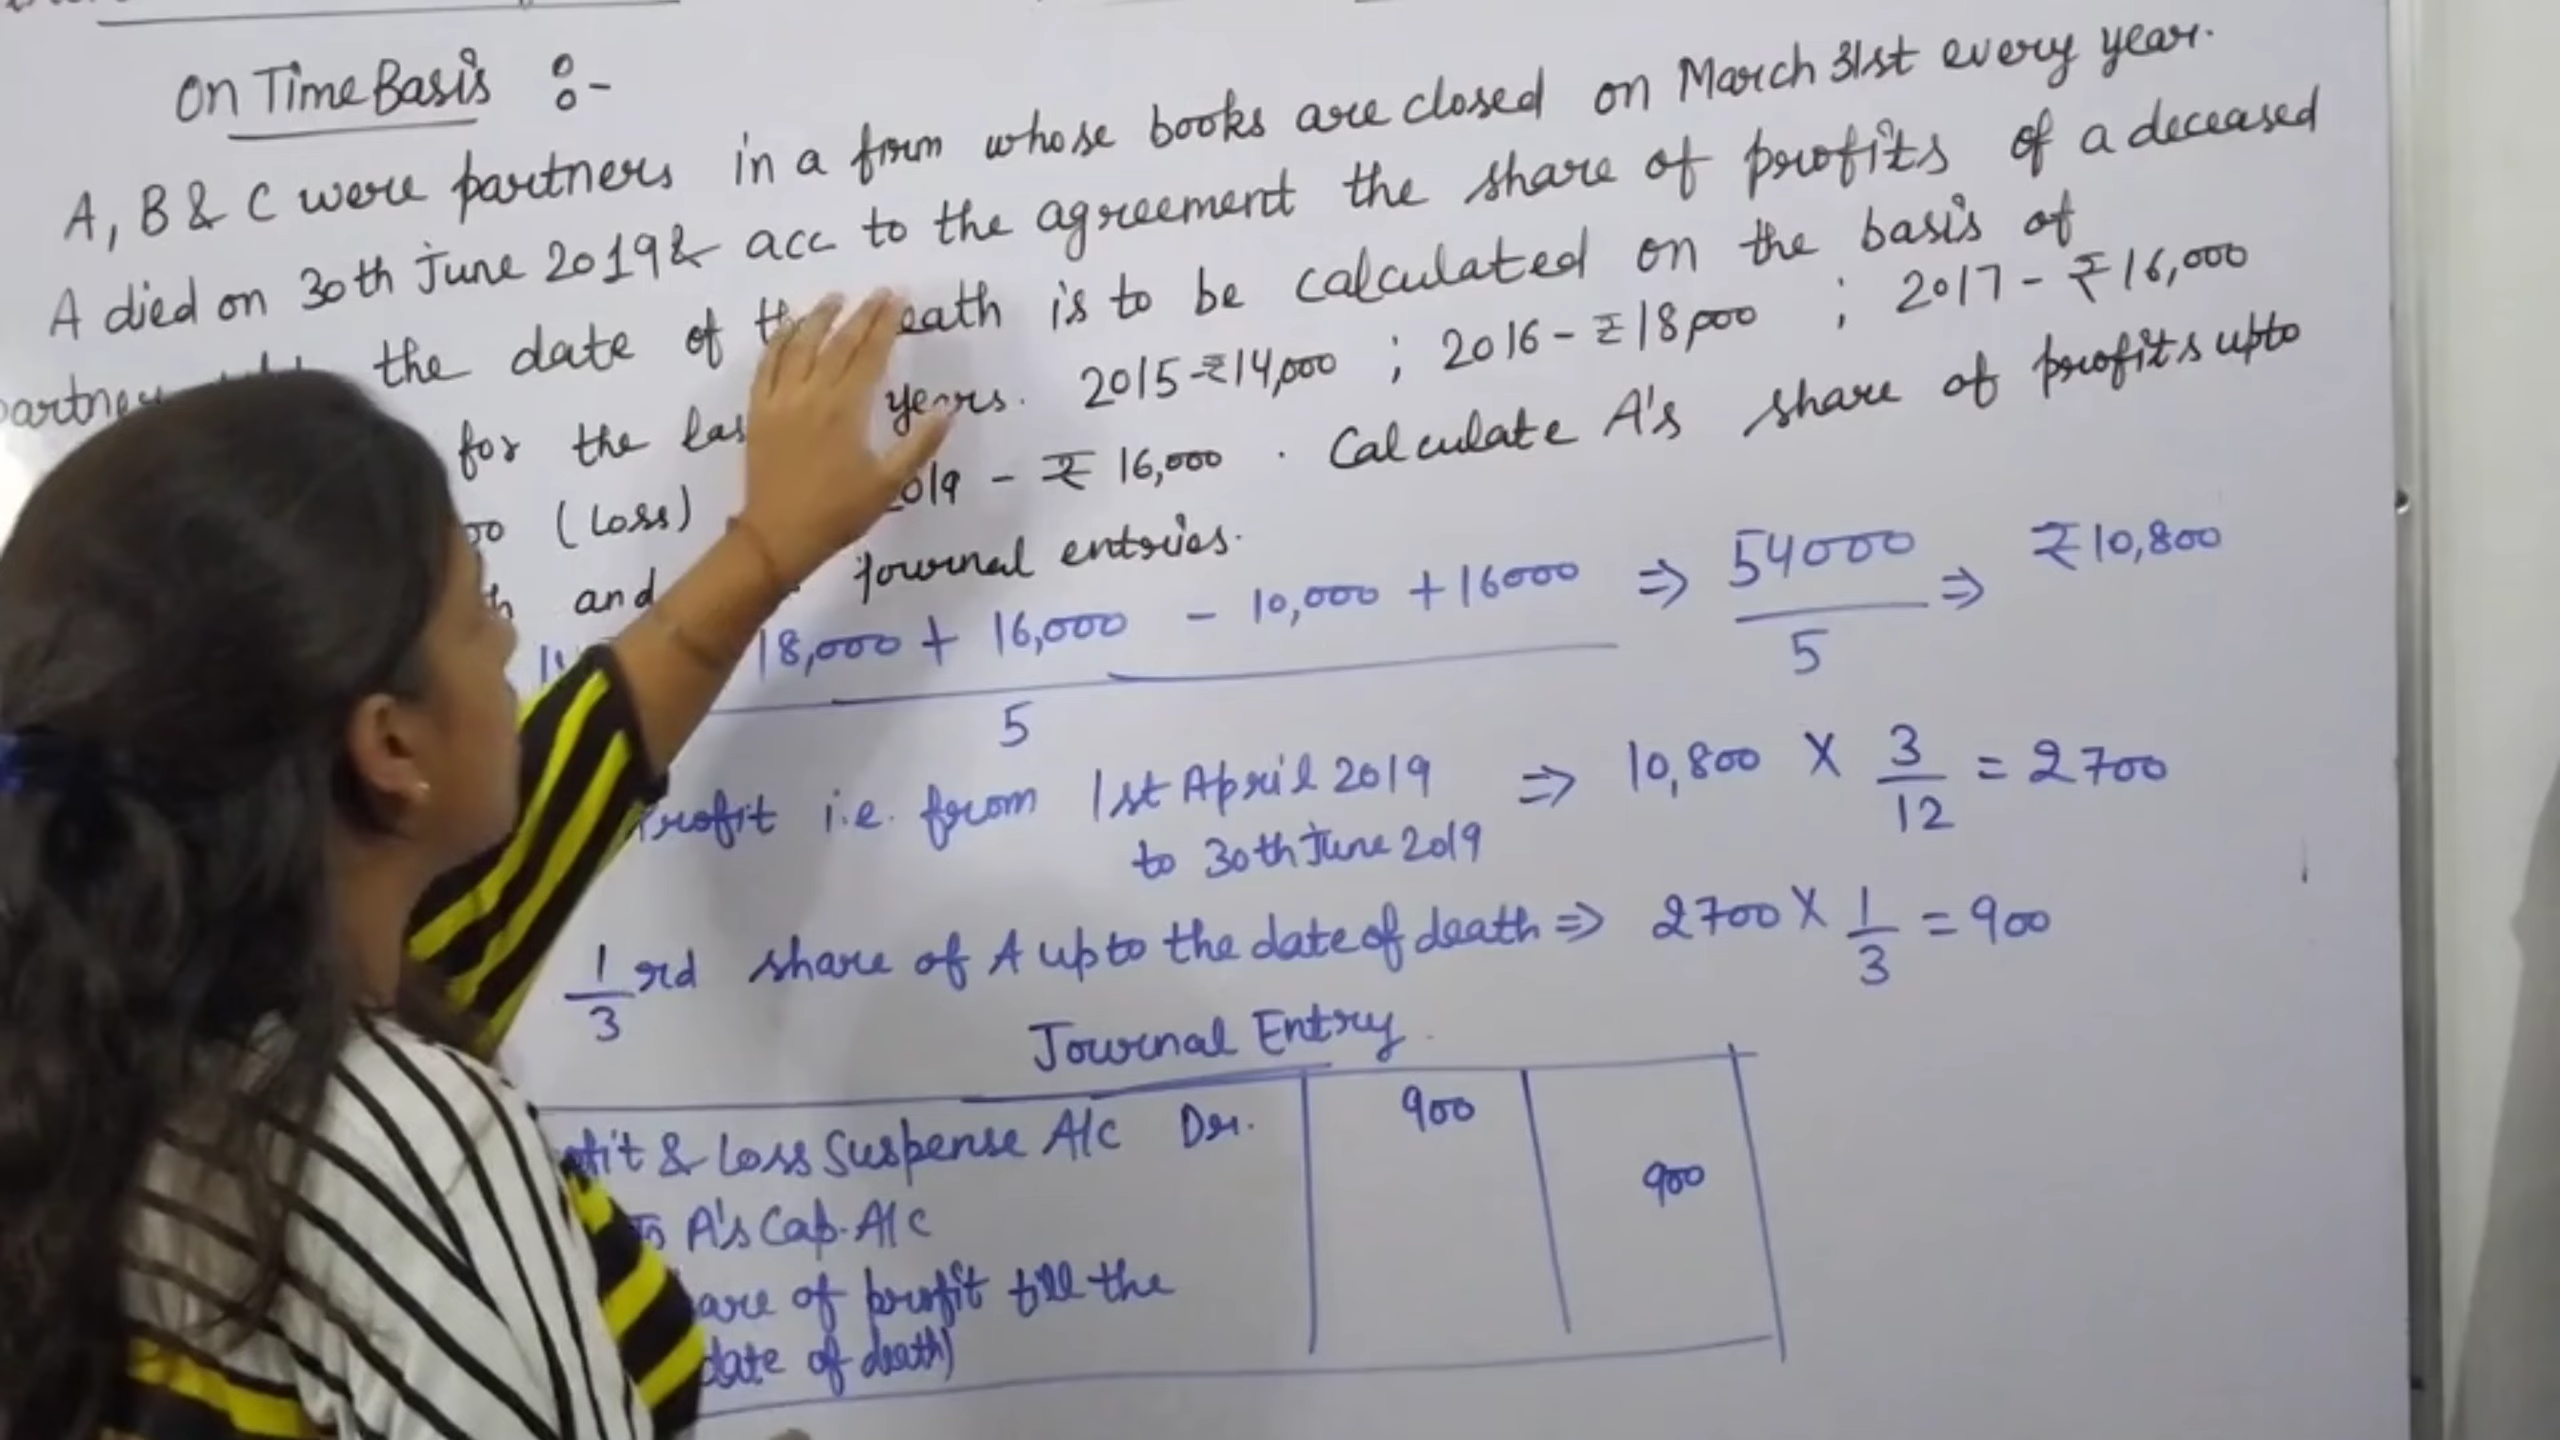 On Time Basis :-
A, B & C were partners in a firm whose books are closed on March 31st every year.
A died on 30th June 2019 & acc to the agreement the share of profits of a deceased
the date of the death is to be calculated on the basis of
for the years. 2015-₹14,000 ; 2016-₹18,000 ; 2017-₹16,000
(Loss) 2019 - ₹ 16,000 . Calculate A's share of profits upto
and journal entries.
18,000 + 16,000 - 10,000 + 16000 ⇒ 54000 ⇒ ₹10,800
5 5
Profit i.e. from 1st April 2019 ⇒ 10,800 X 3/12 = 2700
to 30th June 2019
1/3 rd share of A upto the date of death ⇒ 2700 X 1/3 = 900
Journal Entry.
& Loss Suspense A/c Dr. 900
To A's Cap. A/c 900
of profit till the
date of death)